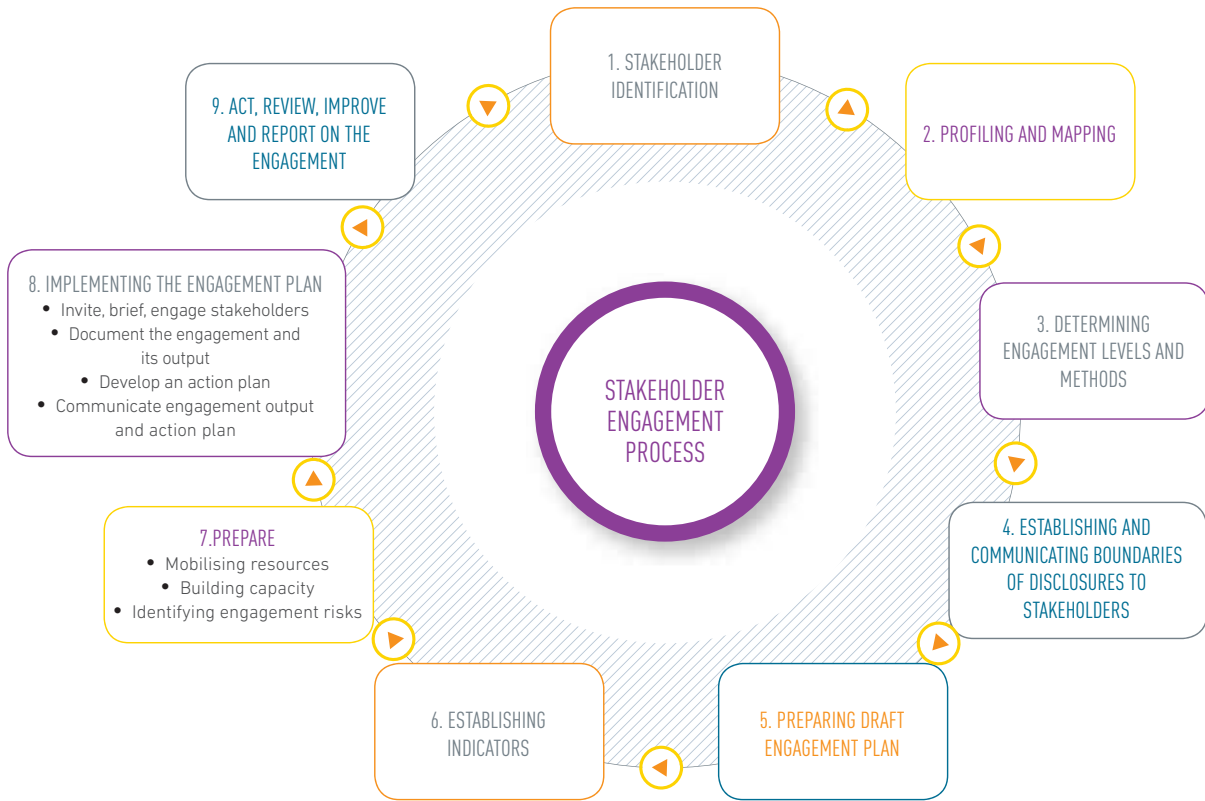 1. STAKEHOLDER
IDENTIFICATION
2. PROFILING AND MAPPING
3. DETERMINING
ENGAGEMENT LEVELS AND
METHODS
4. ESTABLISHING AND
COMMUNICATING BOUNDARIES
OF DISCLOSURES TO
STAKEHOLDERS
5. PREPARING DRAFT
ENGAGEMENT PLAN
6. ESTABLISHING
INDICATORS
7.PREPARE
• Mobilising resources
• Building capacity
• Identifying engagement risks
8. IMPLEMENTING THE ENGAGEMENT PLAN
• Invite, brief, engage stakeholders
• Document the engagement and
its output
• Develop an action plan
• Communicate engagement output
and action plan
9. ACT, REVIEW, IMPROVE
AND REPORT ON THE
ENGAGEMENT
STAKEHOLDER
ENGAGEMENT
PROCESS